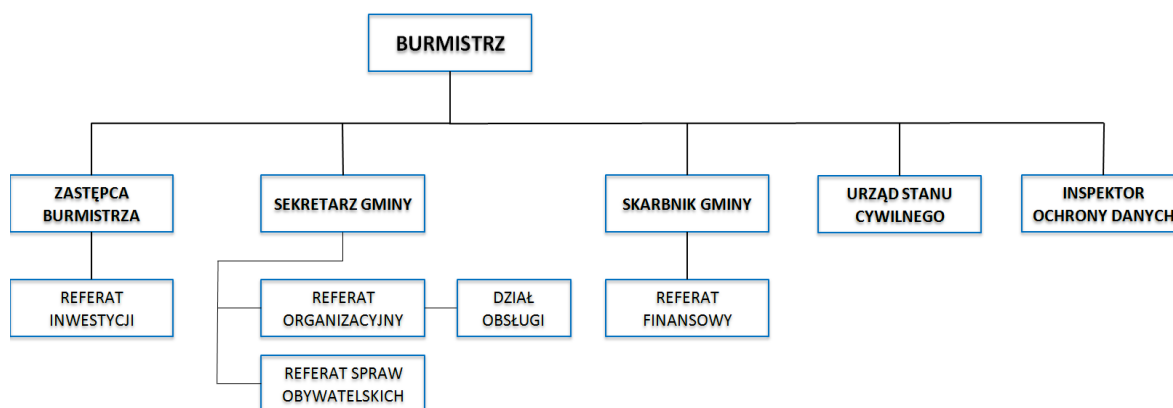 BURMISTRZ
ZASTĘPCA
BURMISTRZA
SEKRETARZ GMINY
SKARBNIK GMINY
URZĄD STANU
CYWILNEGO
INSPEKTOR
OCHRONY DANYCH
REFERAT
INWESTYCJI
REFERAT
ORGANIZACYJNY
DZIAŁ
OBSŁUGI
REFERAT
FINANSOWY
REFERAT SPRAW
OBYWATELSKICH